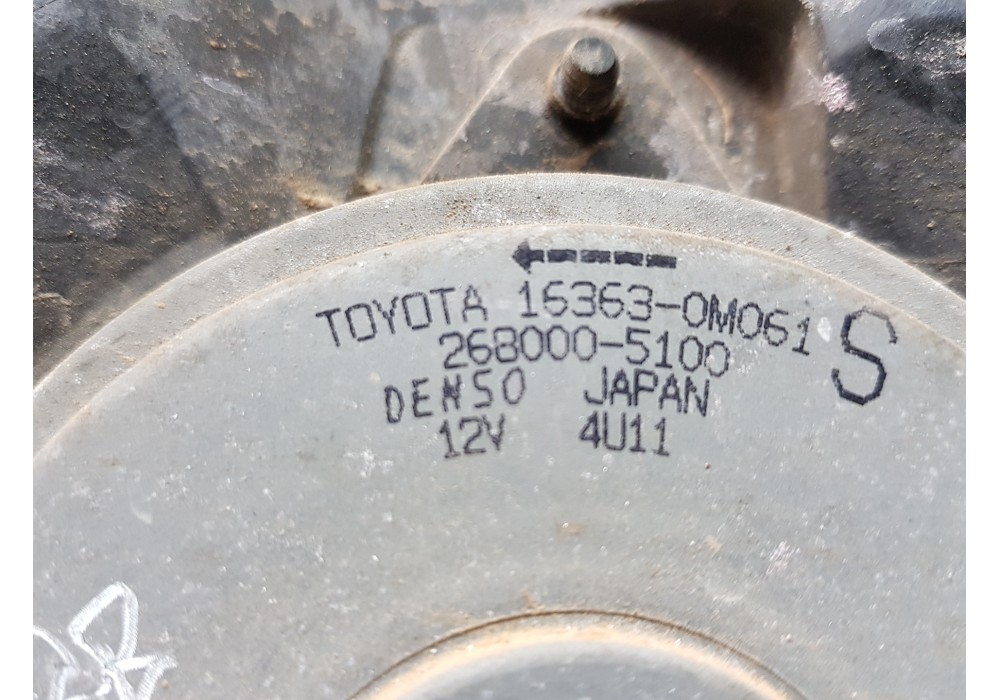 TOYOTA 16363-0M061 S
268000-5100
DENSO JAPAN
12V 4U11